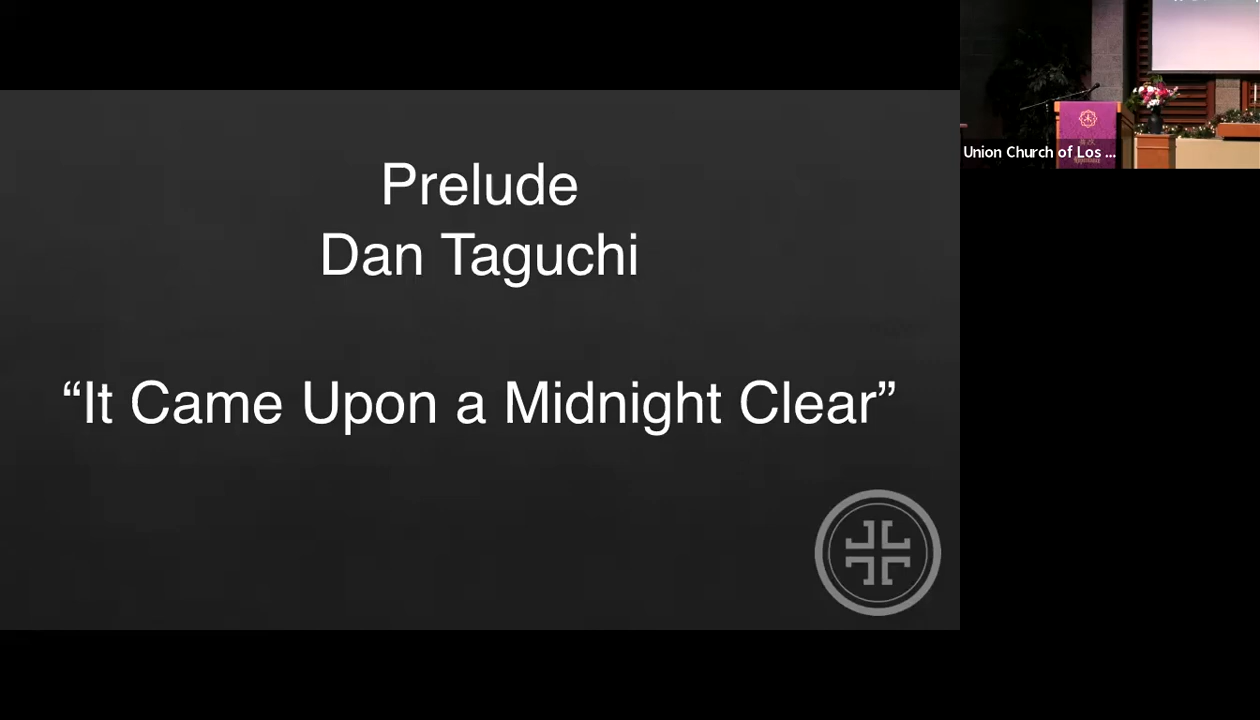 Prelude
Dan Taguchi
“It Came Upon a Midnight Clear”
Union Church of Los ...